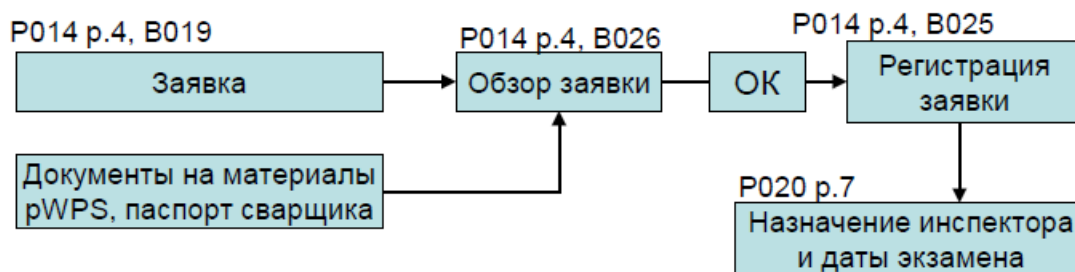 P014 p.4, B019
Заявка
P014 p.4, B026
Обзор заявки
ОК
P014 p.4, B025
Регистрация
заявки
Документы на материалы
pWPS, паспорт сварщика
P020 p.7
Назначение инспектора
и даты экзамена